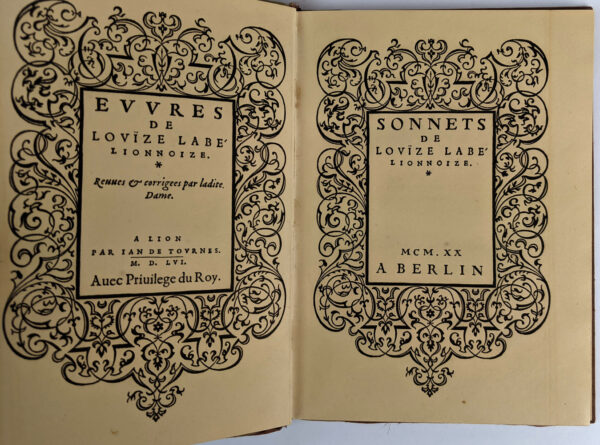 EVVRES
DE
LOVÏZE LABE´
LIONNOIZE.
*
Reuues & corrigees par ladite
Dame.
A LION
PAR IAN DE TOVRNES.
M. D. LVI.
Auec Priuilege du Roy.
SONNETS
DE
LOVÏZE LABE´
LIONNOIZE.
*
MCM.XX
A BERLIN